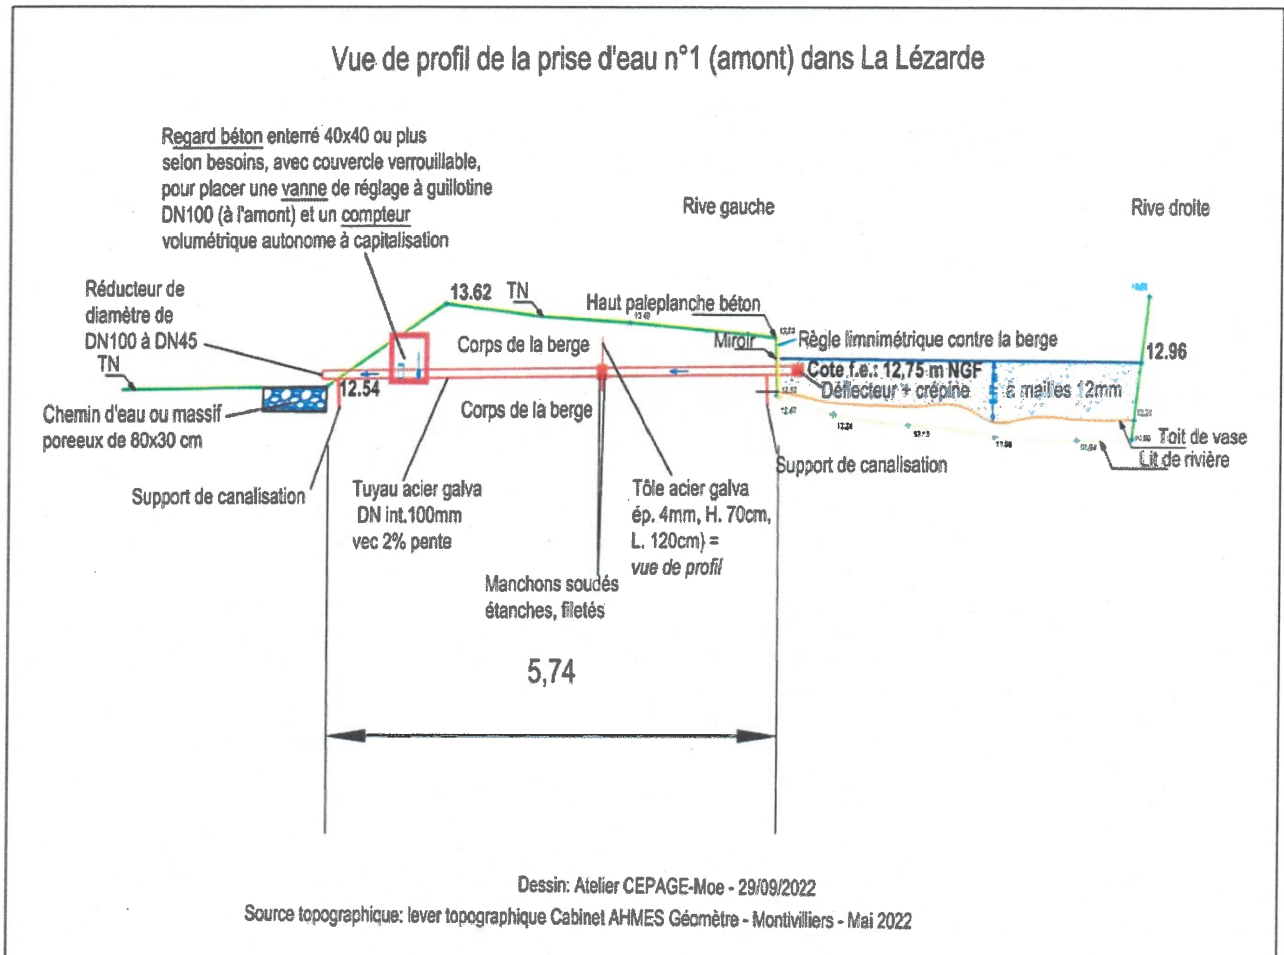 Vue de profil de la prise d'eau n°1 (amont) dans La Lézarde
Regard béton enterré 40x40 ou plus
selon besoins, avec couvercle verrouillable,
pour placer une vanne de réglage à guillotine
DN100 (à l'amont) et un compteur
volumétrique autonome à capitalisation
Rive gauche
Rive droite
Réducteur de
diamètre de
DN100 à DN45
TN
13.62
TN
Haut paleplanche béton
Miroir
Règle limnimétrique contre la berge
12.96
Corps de la berge
Cote f.e.: 12,75 m NGF
Déflecteur + crépine à mailles 12mm
12.54
Chemin d'eau ou massif
poreeux de 80x30 cm
Corps de la berge
Toit de vase
Lit de rivière
Support de canalisation
Support de canalisation
Tuyau acier galva
DN int.100mm
vec 2% pente
Tôle acier galva
ép. 4mm, H. 70cm,
L. 120cm) =
vue de profil
Manchons soudés
étanches, filetés
5,74
Dessin: Atelier CEPAGE-Moe - 29/09/2022
Source topographique: lever topographique Cabinet AHMES Géomètre - Montivilliers - Mai 2022